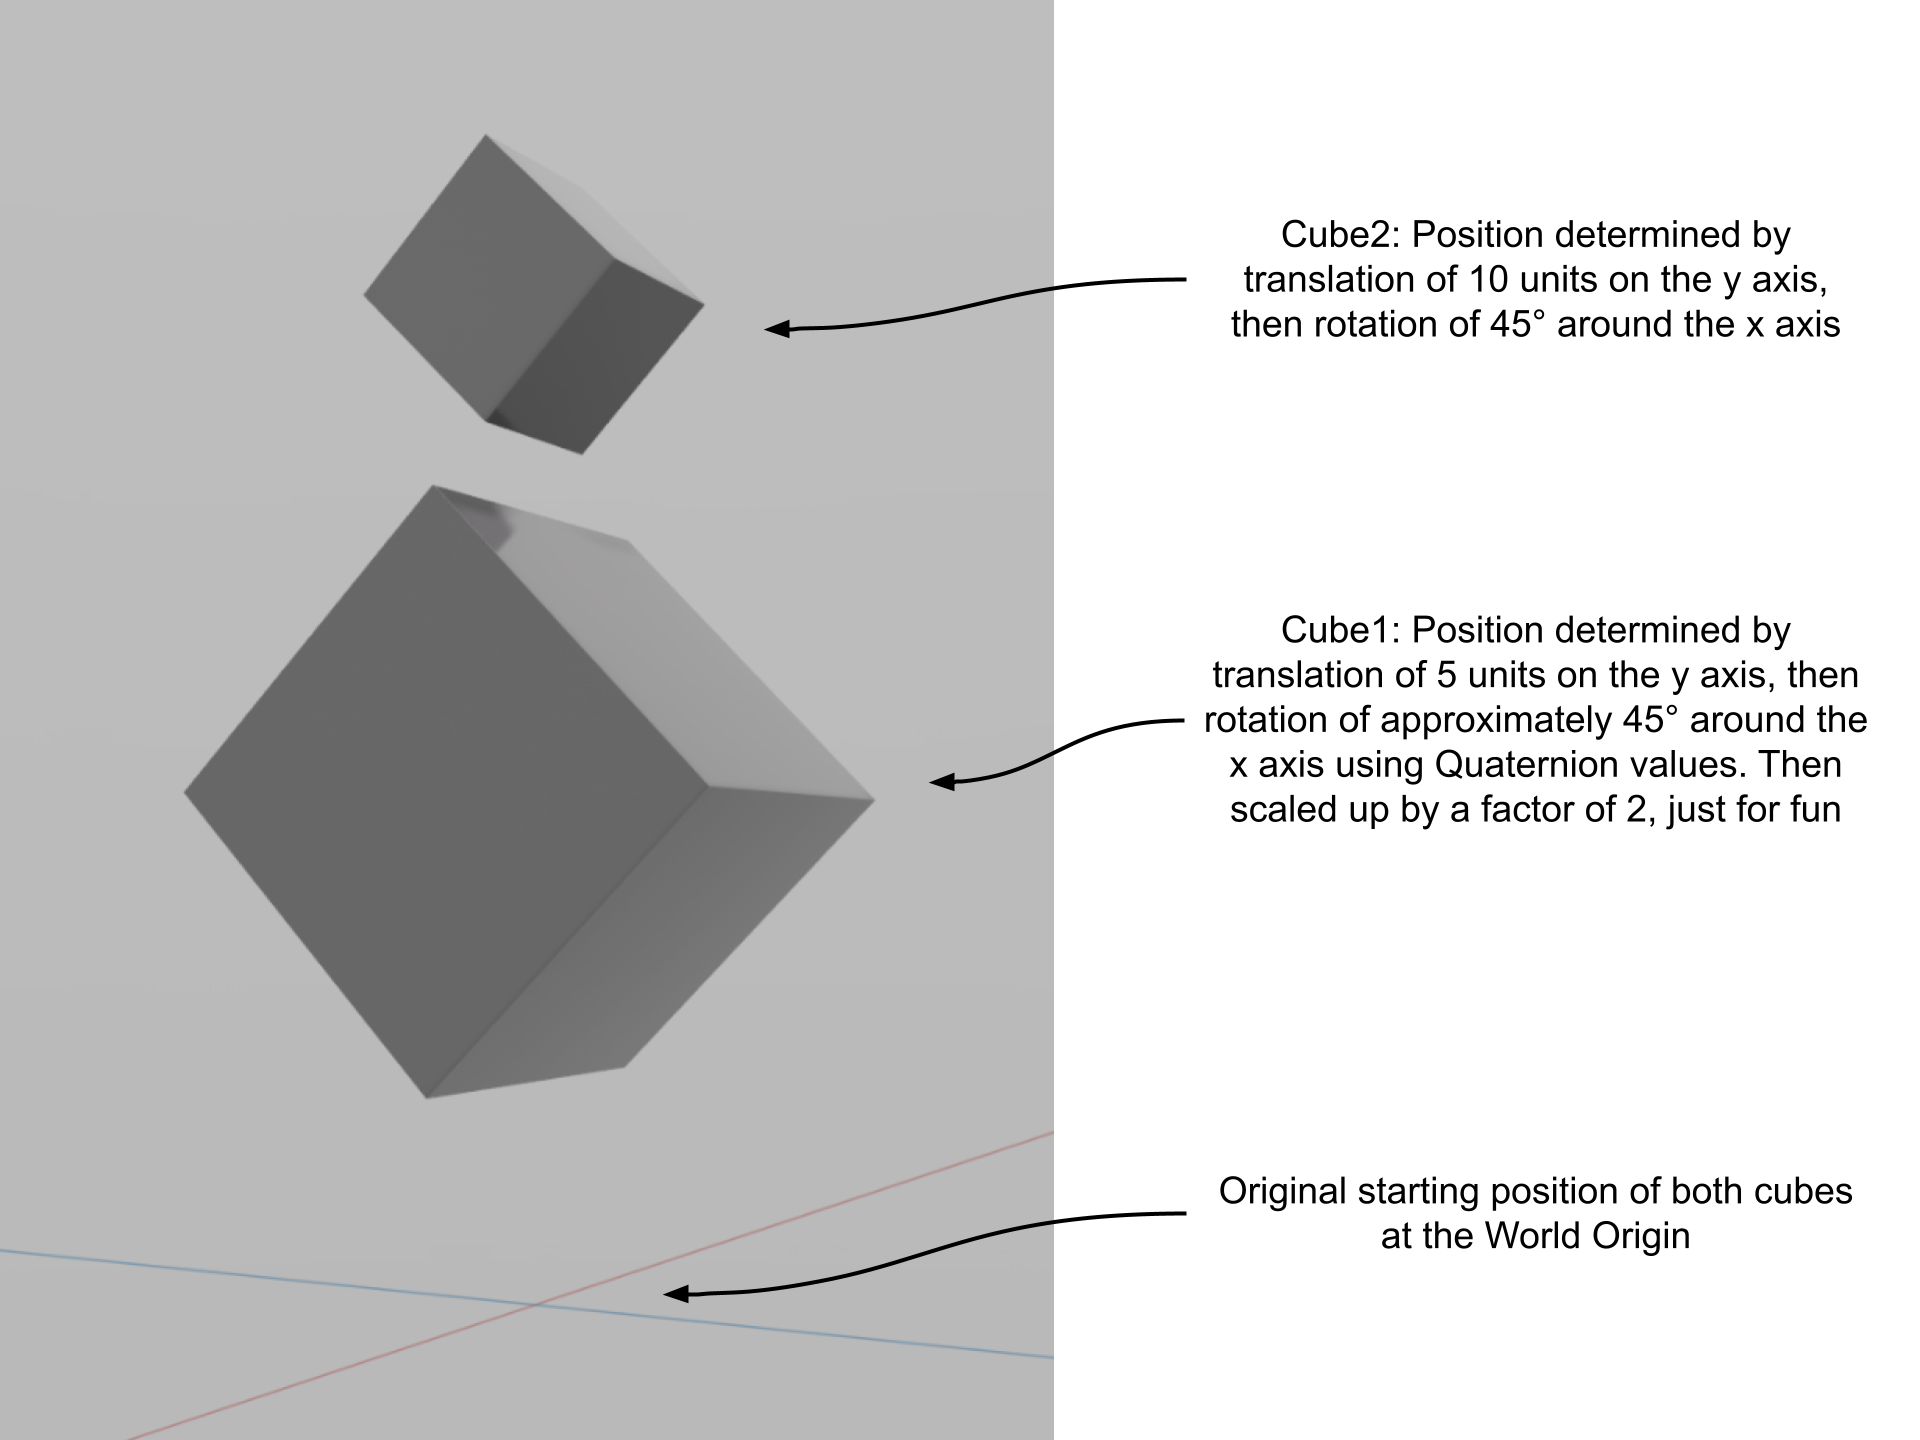 Cube2: Position determined by
translation of 10 units on the y axis,
then rotation of 45° around the x axis
Cube1: Position determined by
translation of 5 units on the y axis, then
rotation of approximately 45° around the
x axis using Quaternion values. Then
scaled up by a factor of 2, just for fun
Original starting position of both cubes
at the World Origin